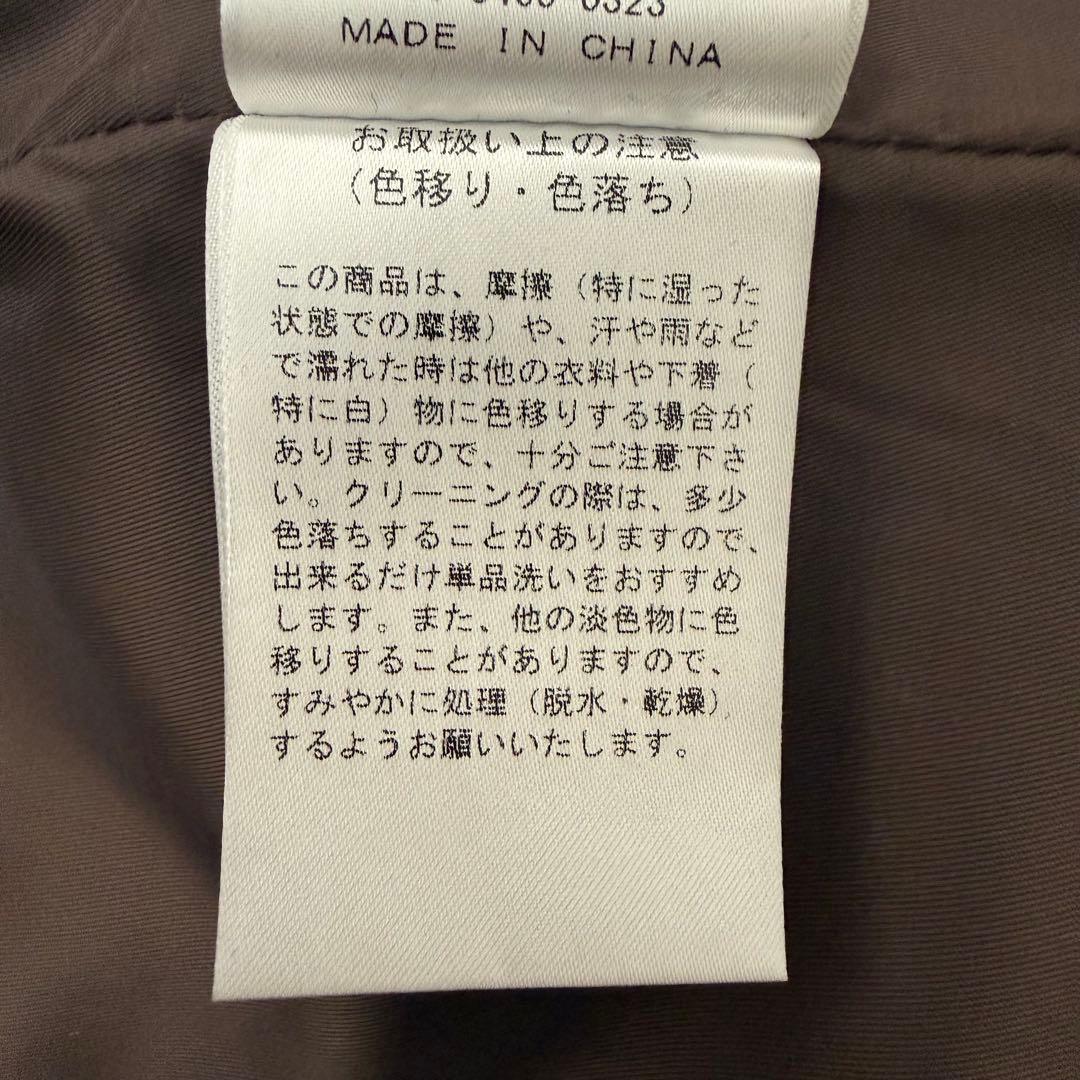 MADE IN CHINA
お取扱い上の注意
(色移り・色落ち)
この商品は、摩擦(特に湿った
状態での摩擦)や、汗や雨など
で濡れた時は他の衣料や下着(
特に白)物に色移りする場合が
ありますので、十分ご注意下さ
い。クリーニングの際は、多少
色落ちすることがありますので、
出来るだけ単品洗いをおすすめ
します。また、他の淡色物に色
移りすることがありますので、
すみやかに処理(脱水・乾燥)
するようお願いいたします。